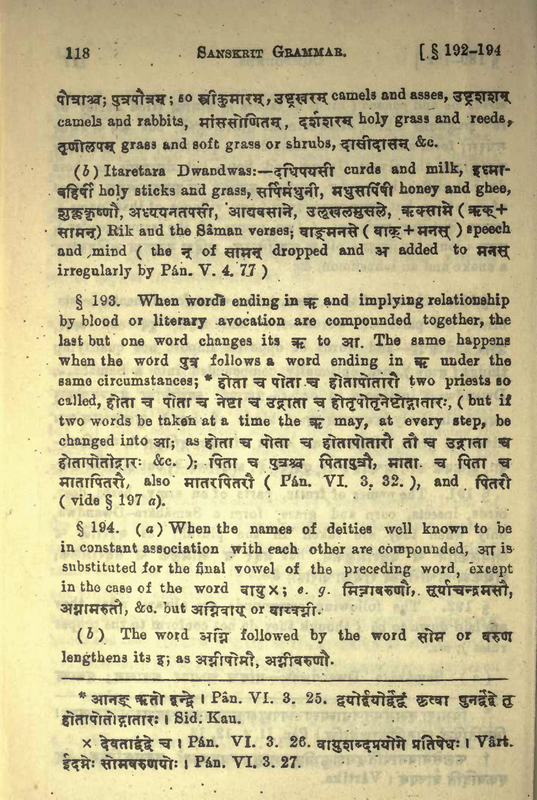 118 SANSKRIT GRAMMAR. [ § 192-194
पौत्राश्च; पुत्रपौत्रम्; so स्त्रीकुमारम्, उष्ट्रखरम् camels and asses, उष्ट्रशशम्
camels and rabbits, मांससोणितम्, दर्भशरम् holy grass and reeds,
तृणोलपम् grass and soft grass or shrubs, दासीदासम् &c.
(b) Itaretara Dwandwas:—दधिपयसी curds and milk, इध्मा-
बर्हिषी holy sticks and grass, सर्पिर्मधुनी, मधुसर्पिषी honey and ghee,
शुक्लकृष्णौ, अध्ययनतपसी, आद्यवसाने, उलूखलमुसले, ऋक्सामे ( ऋक् +
सामन्) Rik and the Sâman verses; वाङ्मनसे ( वाक् + मनस् ) speech
and mind ( the न् of सामन् dropped and अ added to मनस्
irregularly by Pán. V. 4. 77 )
§ 193. When words ending in ऋ and implying relationship
by blood or literary avocation are compounded together, the
last but one word changes its ऋ to आ. The same happens
when the word पुत्र follows a word ending in ऋ under the
same circumstances; * होता च पोता च होतापोतारौ two priests so
called, होता च पोता च नेष्टा च उद्गाता च होतृपोतृनेष्टोद्गातारः, ( but if
two words be taken at a time the ऋ may, at every step, be
changed into आ; as होता च पोता च होतापोतारौ तौ च उद्गाता च
होतापोतोद्गारः &c. ); पिता च पुत्रश्च पितापुत्रौ, माता च पिता च
मातापितरौ, also मातरपितरौ ( Pán. VI. 3. 32. ), and पितरौ
( vide § 197 a).
§ 194. (a) When the names of deities well known to be
in constant association with each other are compounded, आ is
substituted for the final vowel of the preceding word, except
in the case of the word वायु ×; e. g. मित्रावरुणौ, सूर्याचन्द्रमसौ,
अग्नामरुतौ, &c. but अग्निवायू or वाय्वग्नी.
(b) The word अग्नि followed by the word सोम or वरुण
lengthens its इ; as अग्नीषोमौ, अग्नीवरुणौ.
* आनङ् ऋतो द्वन्द्वे । Pân. VI. 3. 25. द्वयोर्द्वयोर्द्वन्द्वं कृत्वा पुनर्द्वन्द्वे तु
होतापोतोद्गातारः । Sid. Kau.
× देवताद्वंद्वे च । Pán. VI. 3. 26. वायुशब्दप्रयोगे प्रतिषेधः । Vârt.
ईदग्नेः सोमवरुणयोः । Pán. VI. 3. 27.